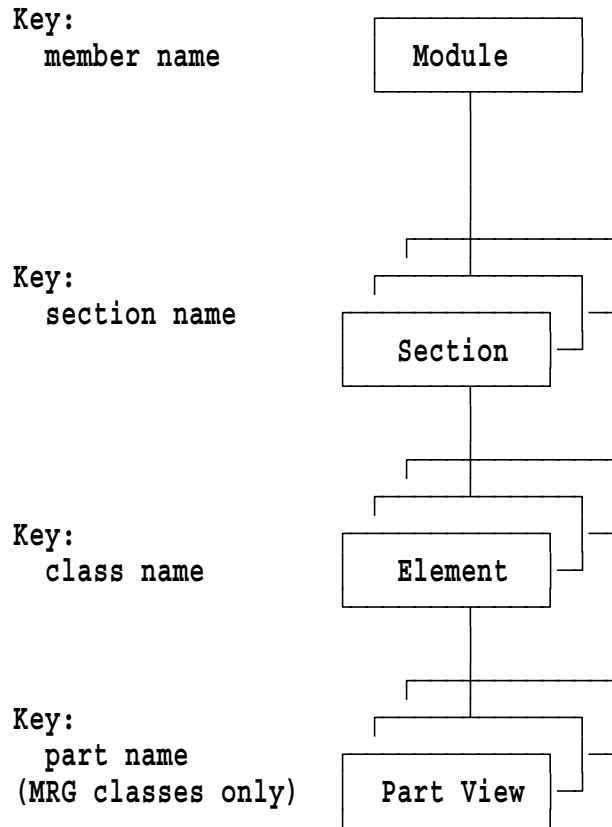 Key:
member name
Module
Key:
section name
Section
Key:
class name
Element
Key:
part name
(MRG classes only)
Part View